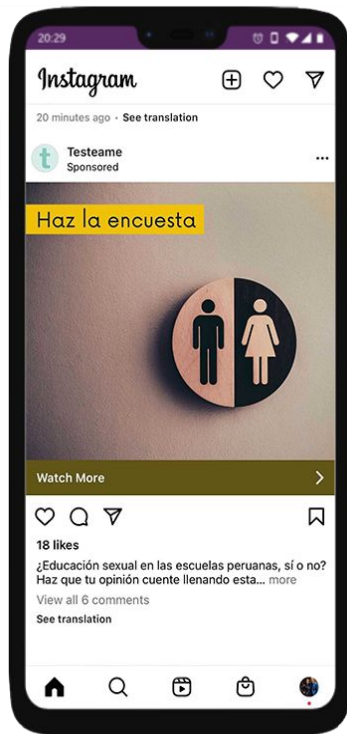 20:29
Instagram
20 minutes ago · See translation
t
Testeame
Sponsored
Haz la encuesta
Watch More
18 likes
¿Educación sexual en las escuelas peruanas, sí o no?
Haz que tu opinión cuente llenando esta... more
View all 6 comments
See translation